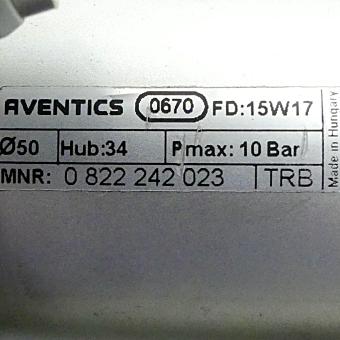 AVENTICS 0670 FD:15W17
Ø50 Hub:34 Pmax: 10 Bar
MNR: 0 822 242 023 TRB
Made in Hungary